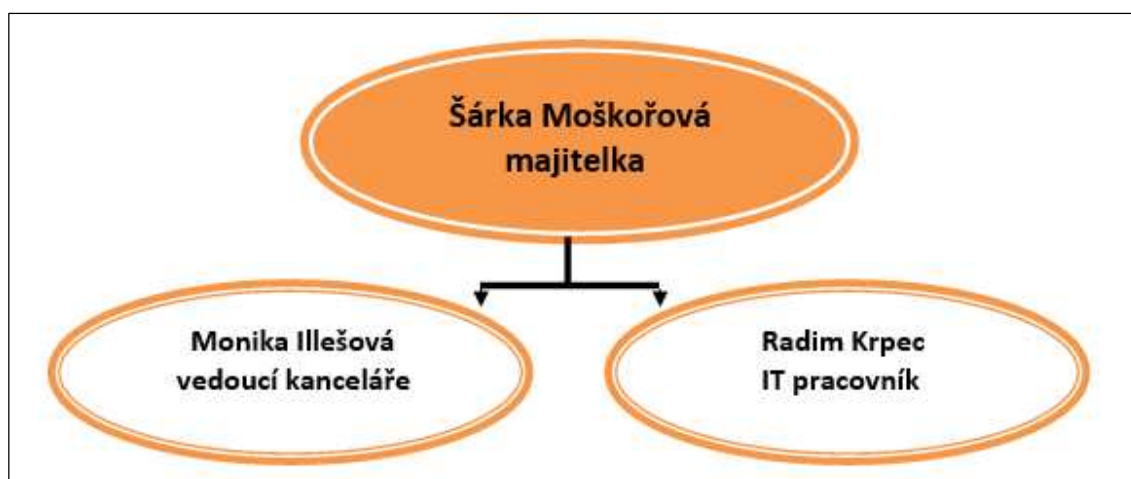 Šárka Moškořová
majitelka
Monika Illešová
vedoucí kanceláře
Radim Krpec
IT pracovník